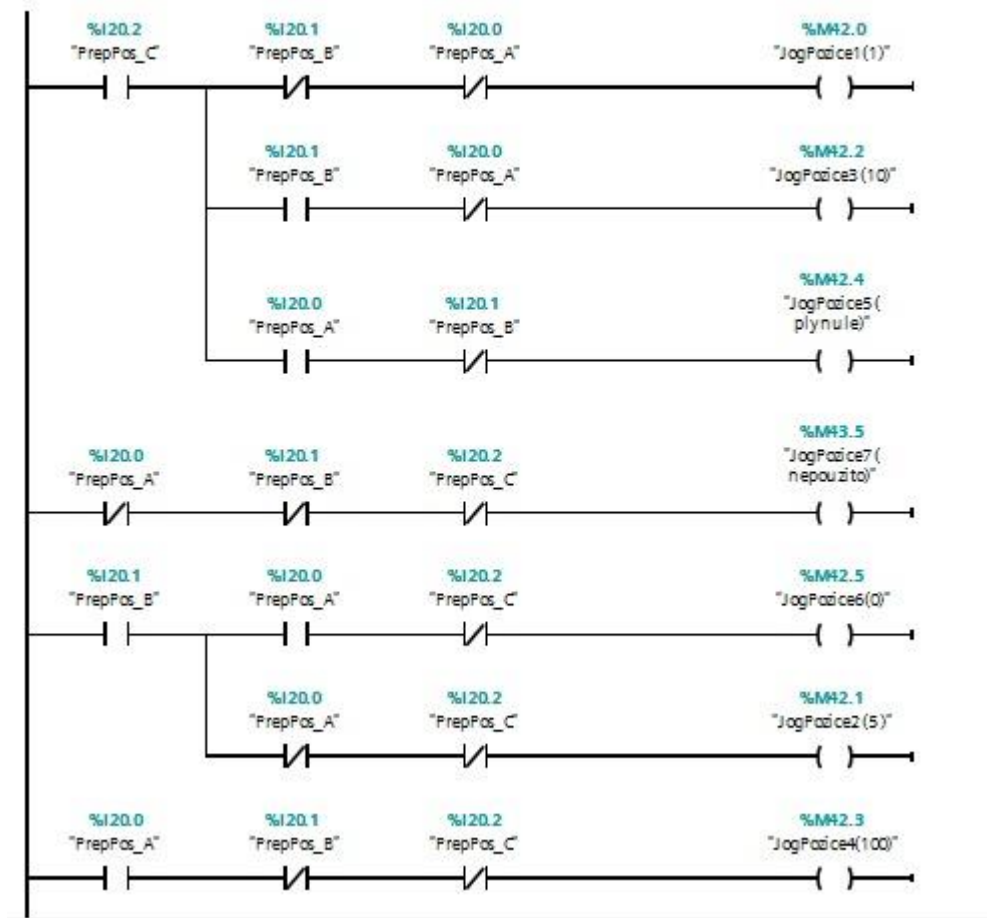 %I20.2 %I20.1 %I20.0 %M42.0
"PrepPos_C" "PrepPos_B" "PrepPos_A" "JogPozice1(1)"
%I20.1 %I20.0 %M42.2
"PrepPos_B" "PrepPos_A" "JogPozice3(10)"
%M42.4
%I20.0 %I20.1 "JogPozice5(
"PrepPos_A" "PrepPos_B" plynule)"
%M43.5
%I20.0 %I20.1 %I20.2 "JogPozice7(
"PrepPos_A" "PrepPos_B" "PrepPos_C" nepouzito)"
%I20.1 %I20.0 %I20.2 %M42.5
"PrepPos_B" "PrepPos_A" "PrepPos_C" "JogPozice6(0)"
%I20.0 %I20.2 %M42.1
"PrepPos_A" "PrepPos_C" "JogPozice2(5)"
%I20.0 %I20.1 %I20.2 %M42.3
"PrepPos_A" "PrepPos_B" "PrepPos_C" "JogPozice4(100)"